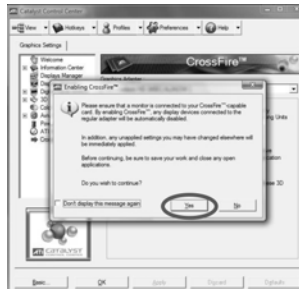 Catalyst Control Center
View
Hotkeys
Profiles
Preferences
Help
Graphics Settings
Welcome
Information Center
Displays Manager
CrossFire™
Enabling CrossFire™
Please ensure that a monitor is connected to your CrossFire™ capable
card. By enabling CrossFire™, any display devices connected to the
regular adapter will be automatically disabled.
In addition, any unapplied settings you may have changed elsewhere will
be immediately applied.
Before continuing, be sure to save your work and close any open
applications.
Do you wish to continue?
Don't display this message again
Yes
No
CATALYST
Basic...
OK
Apply
Discard
Defaults